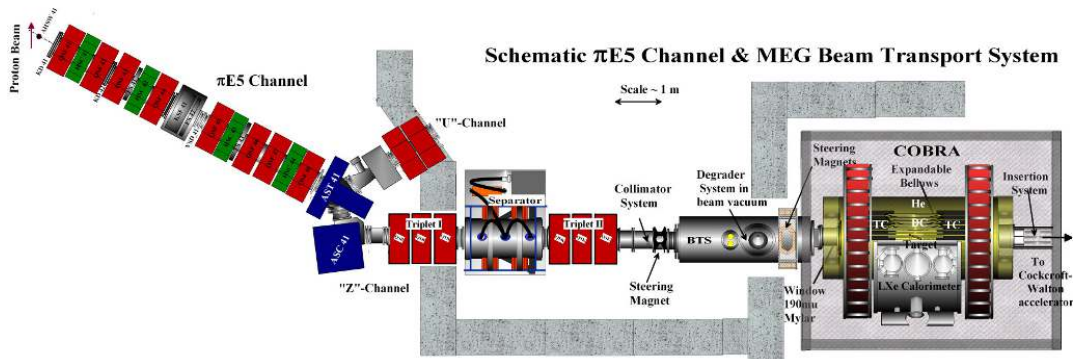 Schematic πE5 Channel & MEG Beam Transport System
Proton Beam
AHSW 41
πE5 Channel
Scale ~ 1 m
"U"-Channel
AST 41
ASC 41
"Z"-Channel
Triplet I
Separator
Triplet II
Collimator
System
Steering
Magnet
Degrader
System in
beam vacuum
BTS
Steering
Magnets
COBRA
Expandable
Bellows
Insertion
System
He
TC
DC
TC
Target
LXe Calorimeter
Window
190mu
Mylar
To
Cockcroft-
Walton
accelerator